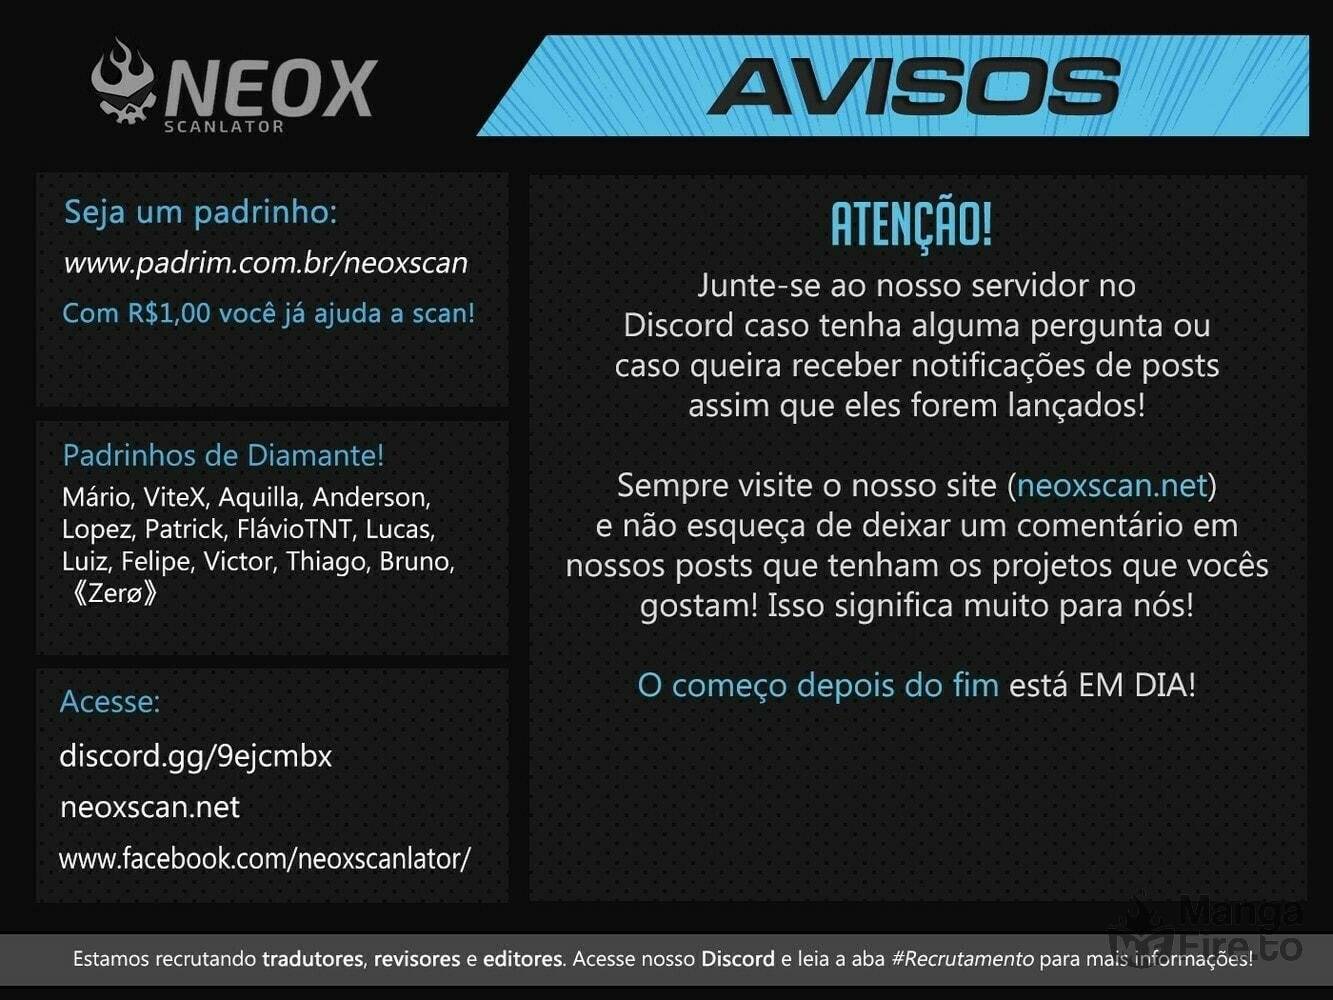 NEOX
SCANLATOR
AVISOS
Seja um padrinho:
www.padrim.com.br/neoxscan
Com R$1,00 você já ajuda a scan!
Padrinhos de Diamante!
Mário, ViteX, Aquilla, Anderson,
Lopez, Patrick, FlávioTNT, Lucas,
Luiz, Felipe, Victor, Thiago, Bruno,
《Zerø》
Acesse:
discord.gg/9ejcmbx
neoxscan.net
www.facebook.com/neoxscanlator/
ATENÇÃO!
Junte-se ao nosso servidor no
Discord caso tenha alguma pergunta ou
caso queira receber notificações de posts
assim que eles forem lançados!
Sempre visite o nosso site (neoxscan.net)
e não esqueça de deixar um comentário em
nossos posts que tenham os projetos que vocês
gostam! Isso significa muito para nós!
O começo depois do fim está EM DIA!
Manga
Fire.to
Estamos recrutando tradutores, revisores e editores. Acesse nosso Discord e leia a aba #Recrutamento para mais informações!